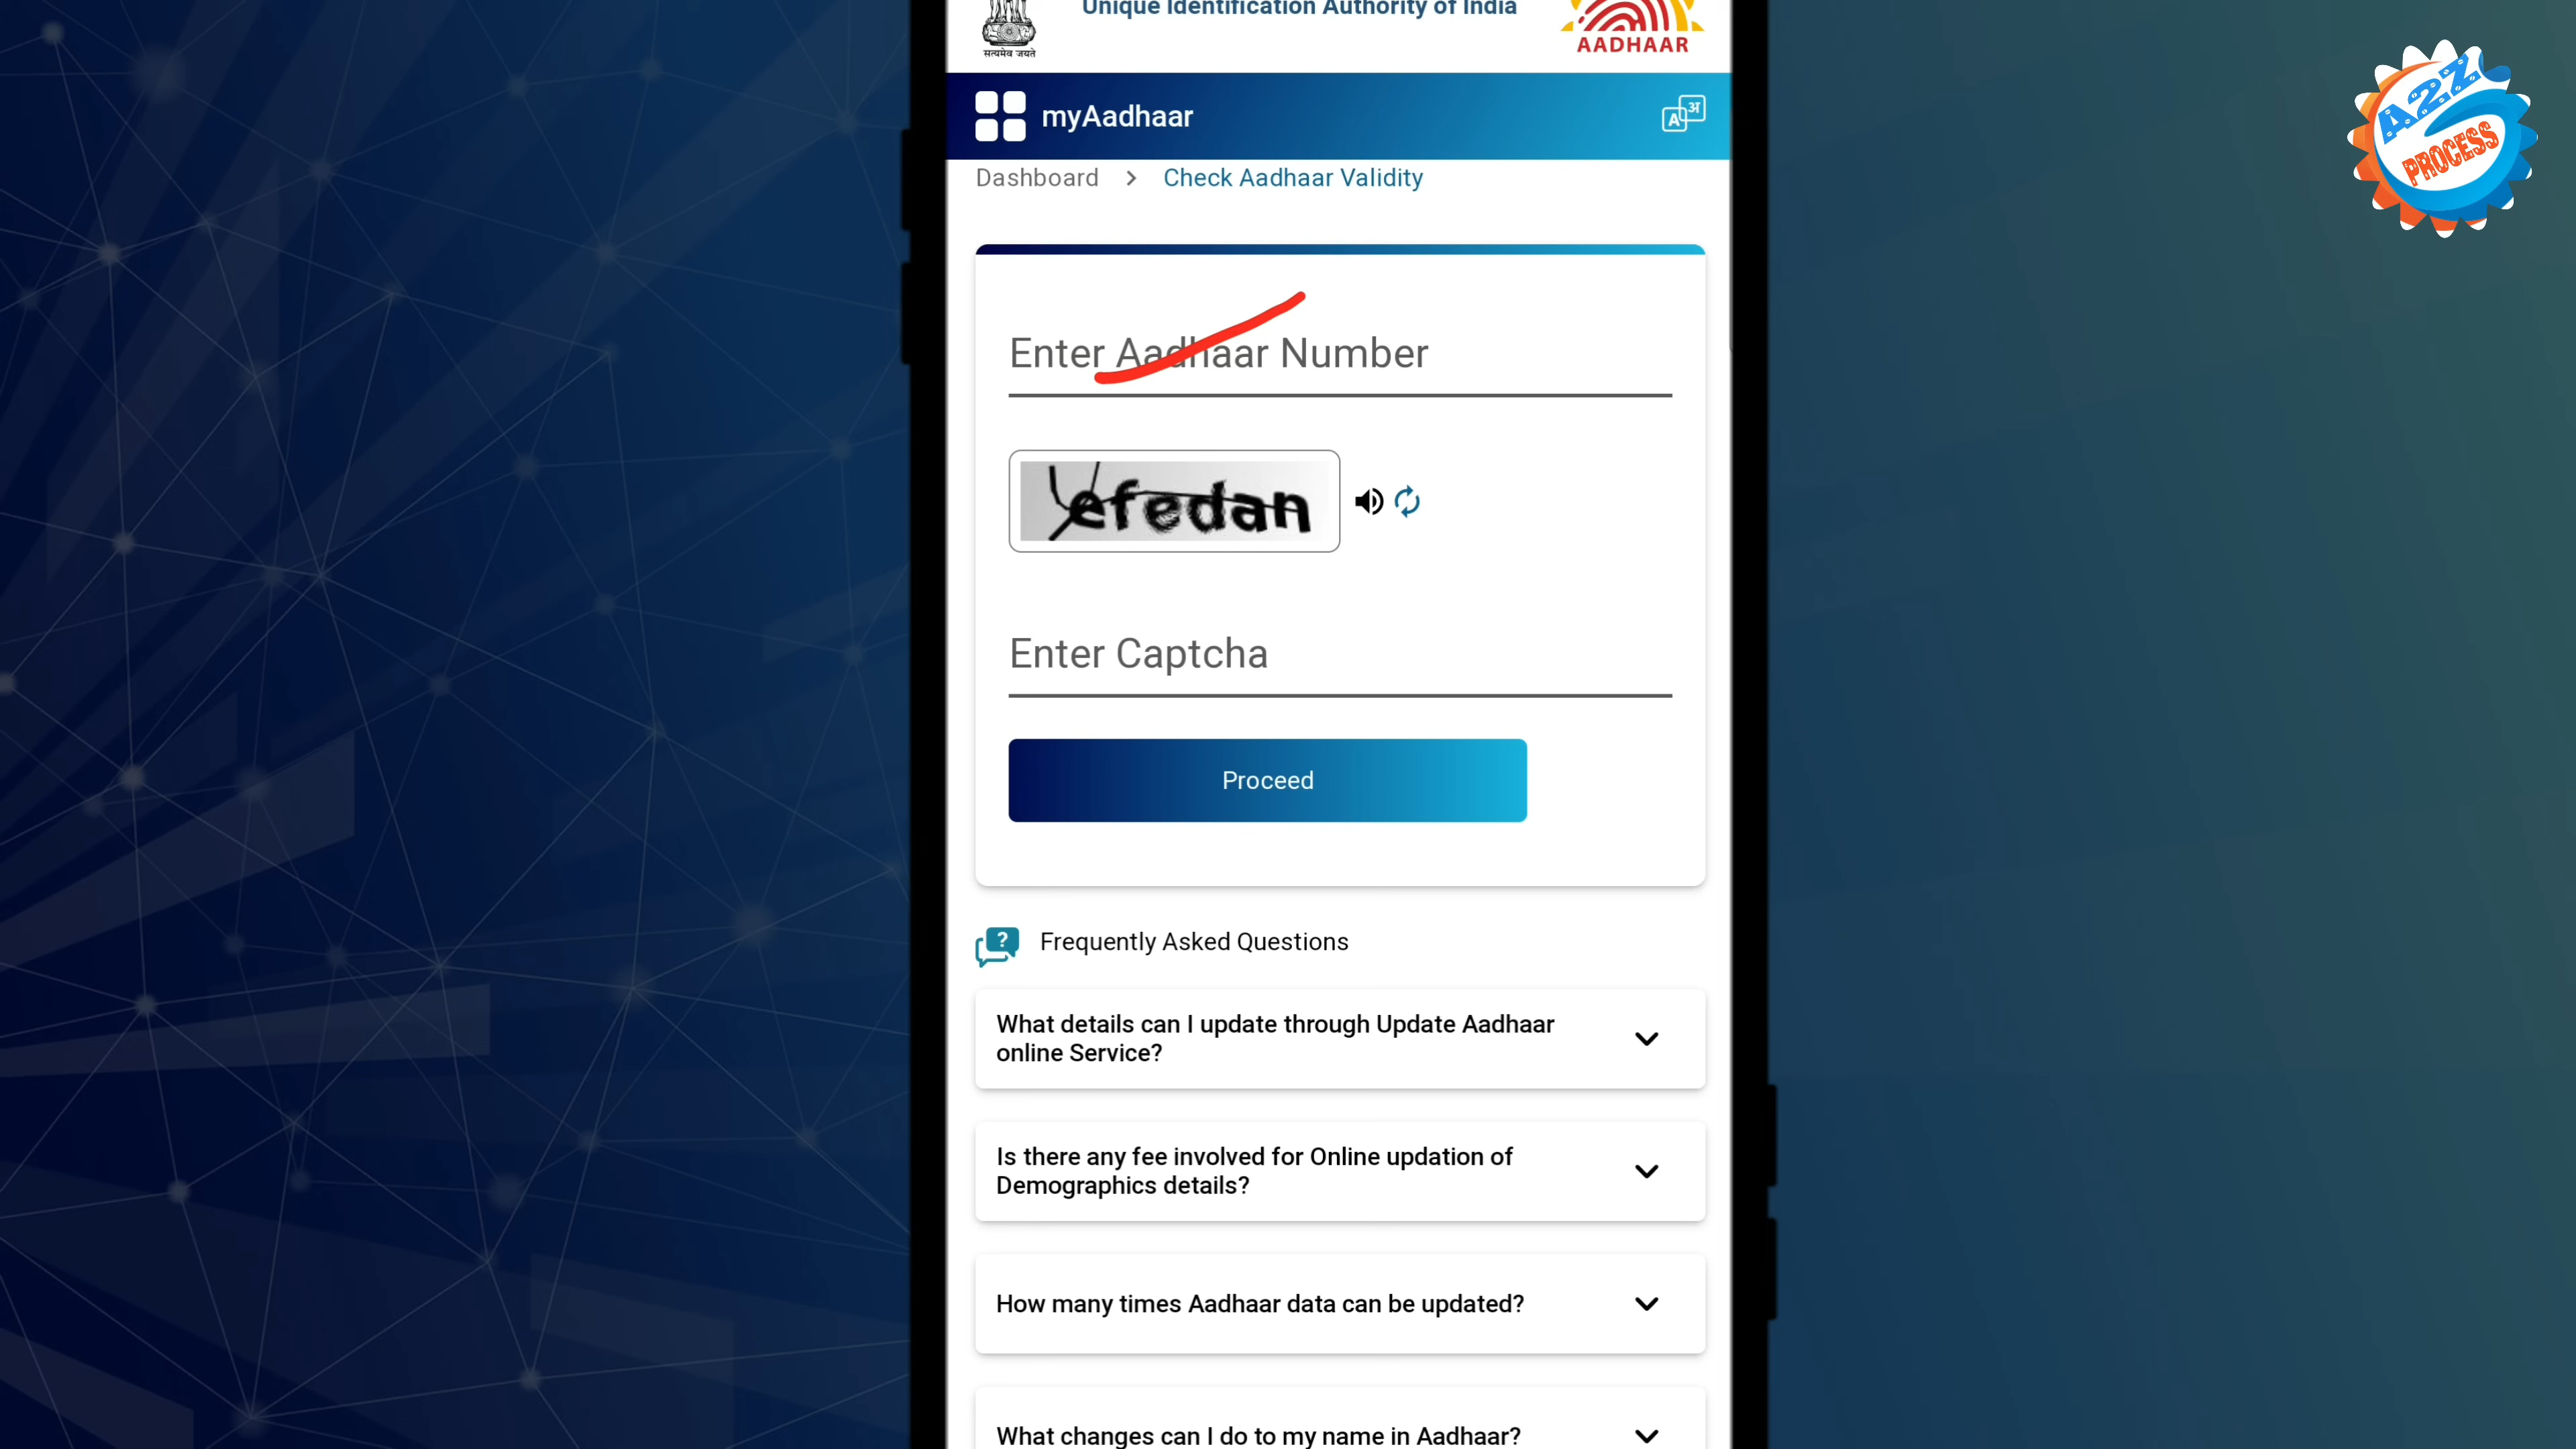 Unique Identification Authority of India
सत्यमेव जयते
AADHAAR
myAadhaar
A अ
Dashboard > Check Aadhaar Validity
Enter Aadhaar Number
efedan
Enter Captcha
Proceed
? Frequently Asked Questions
What details can I update through Update Aadhaar
online Service?
Is there any fee involved for Online updation of
Demographics details?
How many times Aadhaar data can be updated?
What changes can I do to my name in Aadhaar?
A2Z
PROCESS